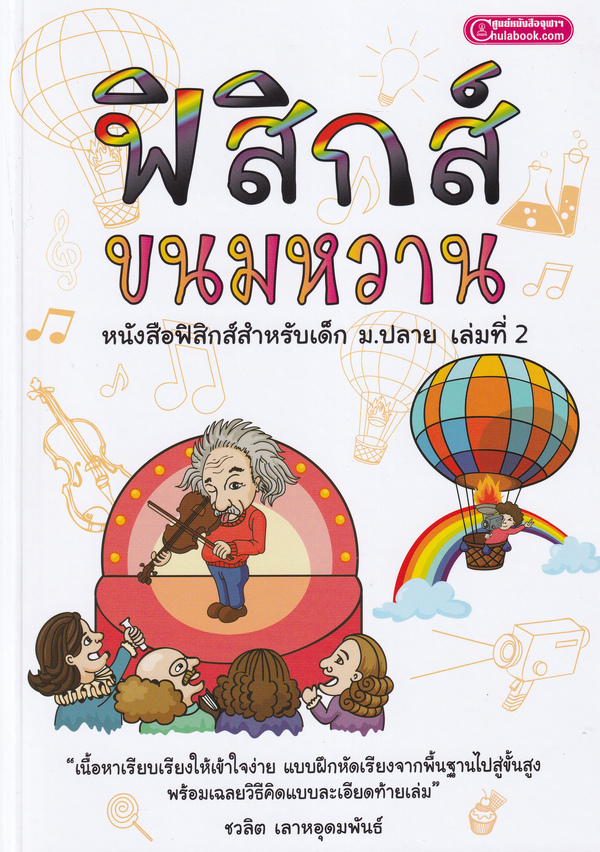 ศูนย์หนังสือจุฬาฯ
Chulabook.com
ฟิสิกส์
ขนมหวาน
หนังสือฟิสิกส์สำหรับเด็ก ม.ปลาย เล่มที่ 2
“เนื้อหาเรียบเรียงให้เข้าใจง่าย แบบฝึกหัดเรียงจากพื้นฐานไปสู่ขั้นสูง
พร้อมเฉลยวิธีคิดแบบละเอียดท้ายเล่ม”
ชวลิต เลาหอุดมพันธ์